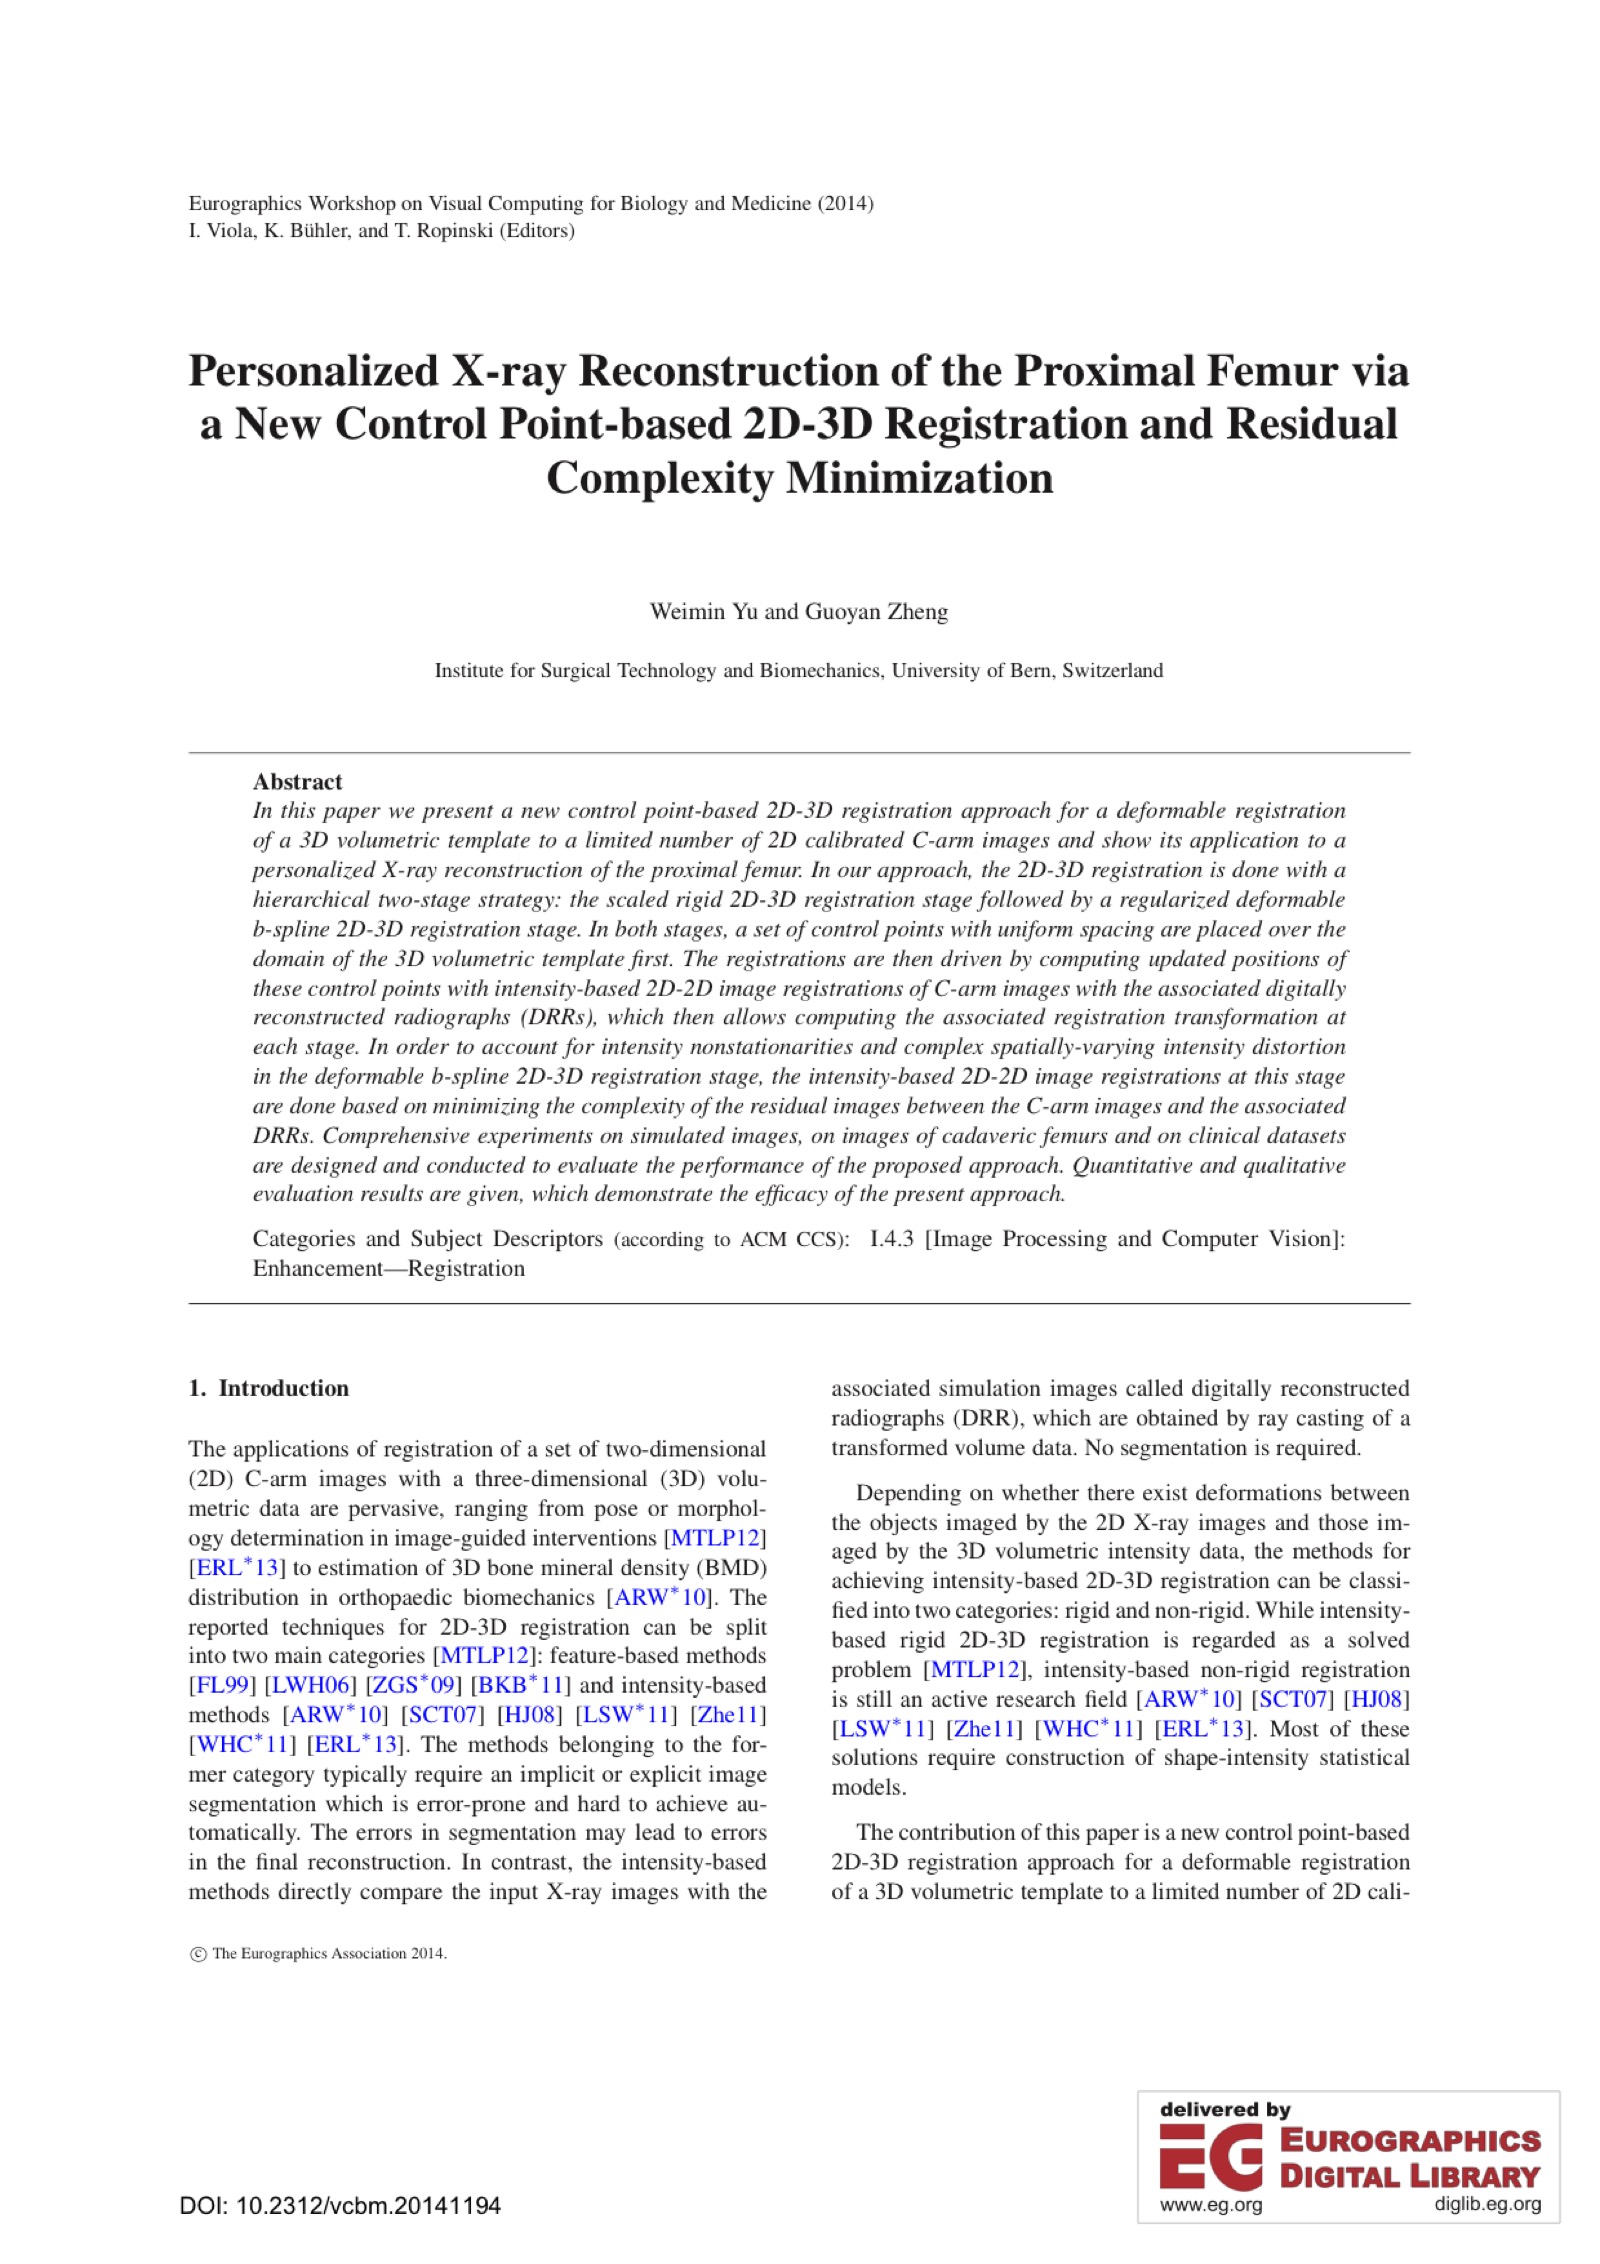 Eurographics Workshop on Visual Computing for Biology and Medicine (2014)
I. Viola, K. Bühler, and T. Ropinski (Editors)
Personalized X-ray Reconstruction of the Proximal Femur via
a New Control Point-based 2D-3D Registration and Residual
Complexity Minimization
Weimin Yu and Guoyan Zheng
Institute for Surgical Technology and Biomechanics, University of Bern, Switzerland
Abstract
In this paper we present a new control point-based 2D-3D registration approach for a deformable registration
of a 3D volumetric template to a limited number of 2D calibrated C-arm images and show its application to a
personalized X-ray reconstruction of the proximal femur. In our approach, the 2D-3D registration is done with a
hierarchical two-stage strategy: the scaled rigid 2D-3D registration stage followed by a regularized deformable
b-spline 2D-3D registration stage. In both stages, a set of control points with uniform spacing are placed over the
domain of the 3D volumetric template first. The registrations are then driven by computing updated positions of
these control points with intensity-based 2D-2D image registrations of C-arm images with the associated digitally
reconstructed radiographs (DRRs), which then allows computing the associated registration transformation at
each stage. In order to account for intensity nonstationarities and complex spatially-varying intensity distortion
in the deformable b-spline 2D-3D registration stage, the intensity-based 2D-2D image registrations at this stage
are done based on minimizing the complexity of the residual images between the C-arm images and the associated
DRRs. Comprehensive experiments on simulated images, on images of cadaveric femurs and on clinical datasets
are designed and conducted to evaluate the performance of the proposed approach. Quantitative and qualitative
evaluation results are given, which demonstrate the efficacy of the present approach.
Categories and Subject Descriptors (according to ACM CCS): I.4.3 [Image Processing and Computer Vision]:
Enhancement—Registration
1. Introduction
The applications of registration of a set of two-dimensional
(2D) C-arm images with a three-dimensional (3D) volu-
metric data are pervasive, ranging from pose or morphol-
ogy determination in image-guided interventions [MTLP12]
[ERL*13] to estimation of 3D bone mineral density (BMD)
distribution in orthopaedic biomechanics [ARW*10]. The
reported techniques for 2D-3D registration can be split
into two main categories [MTLP12]: feature-based methods
[FL99] [LWH06] [ZGS*09] [BKB*11] and intensity-based
methods [ARW*10] [SCT07] [HJ08] [LSW*11] [Zhe11]
[WHC*11] [ERL*13]. The methods belonging to the for-
mer category typically require an implicit or explicit image
segmentation which is error-prone and hard to achieve au-
tomatically. The errors in segmentation may lead to errors
in the final reconstruction. In contrast, the intensity-based
methods directly compare the input X-ray images with the
associated simulation images called digitally reconstructed
radiographs (DRR), which are obtained by ray casting of a
transformed volume data. No segmentation is required.
Depending on whether there exist deformations between
the objects imaged by the 2D X-ray images and those im-
aged by the 3D volumetric intensity data, the methods for
achieving intensity-based 2D-3D registration can be classi-
fied into two categories: rigid and non-rigid. While intensity-
based rigid 2D-3D registration is regarded as a solved
problem [MTLP12], intensity-based non-rigid registration
is still an active research field [ARW*10] [SCT07] [HJ08]
[LSW*11] [Zhe11] [WHC*11] [ERL*13]. Most of these
solutions require construction of shape-intensity statistical
models.
The contribution of this paper is a new control point-based
2D-3D registration approach for a deformable registration
of a 3D volumetric template to a limited number of 2D cali-
© The Eurographics Association 2014.
delivered by
EG EUROGRAPHICS
DIGITAL LIBRARY
www.eg.org diglib.eg.org
DOI: 10.2312/vcbm.20141194